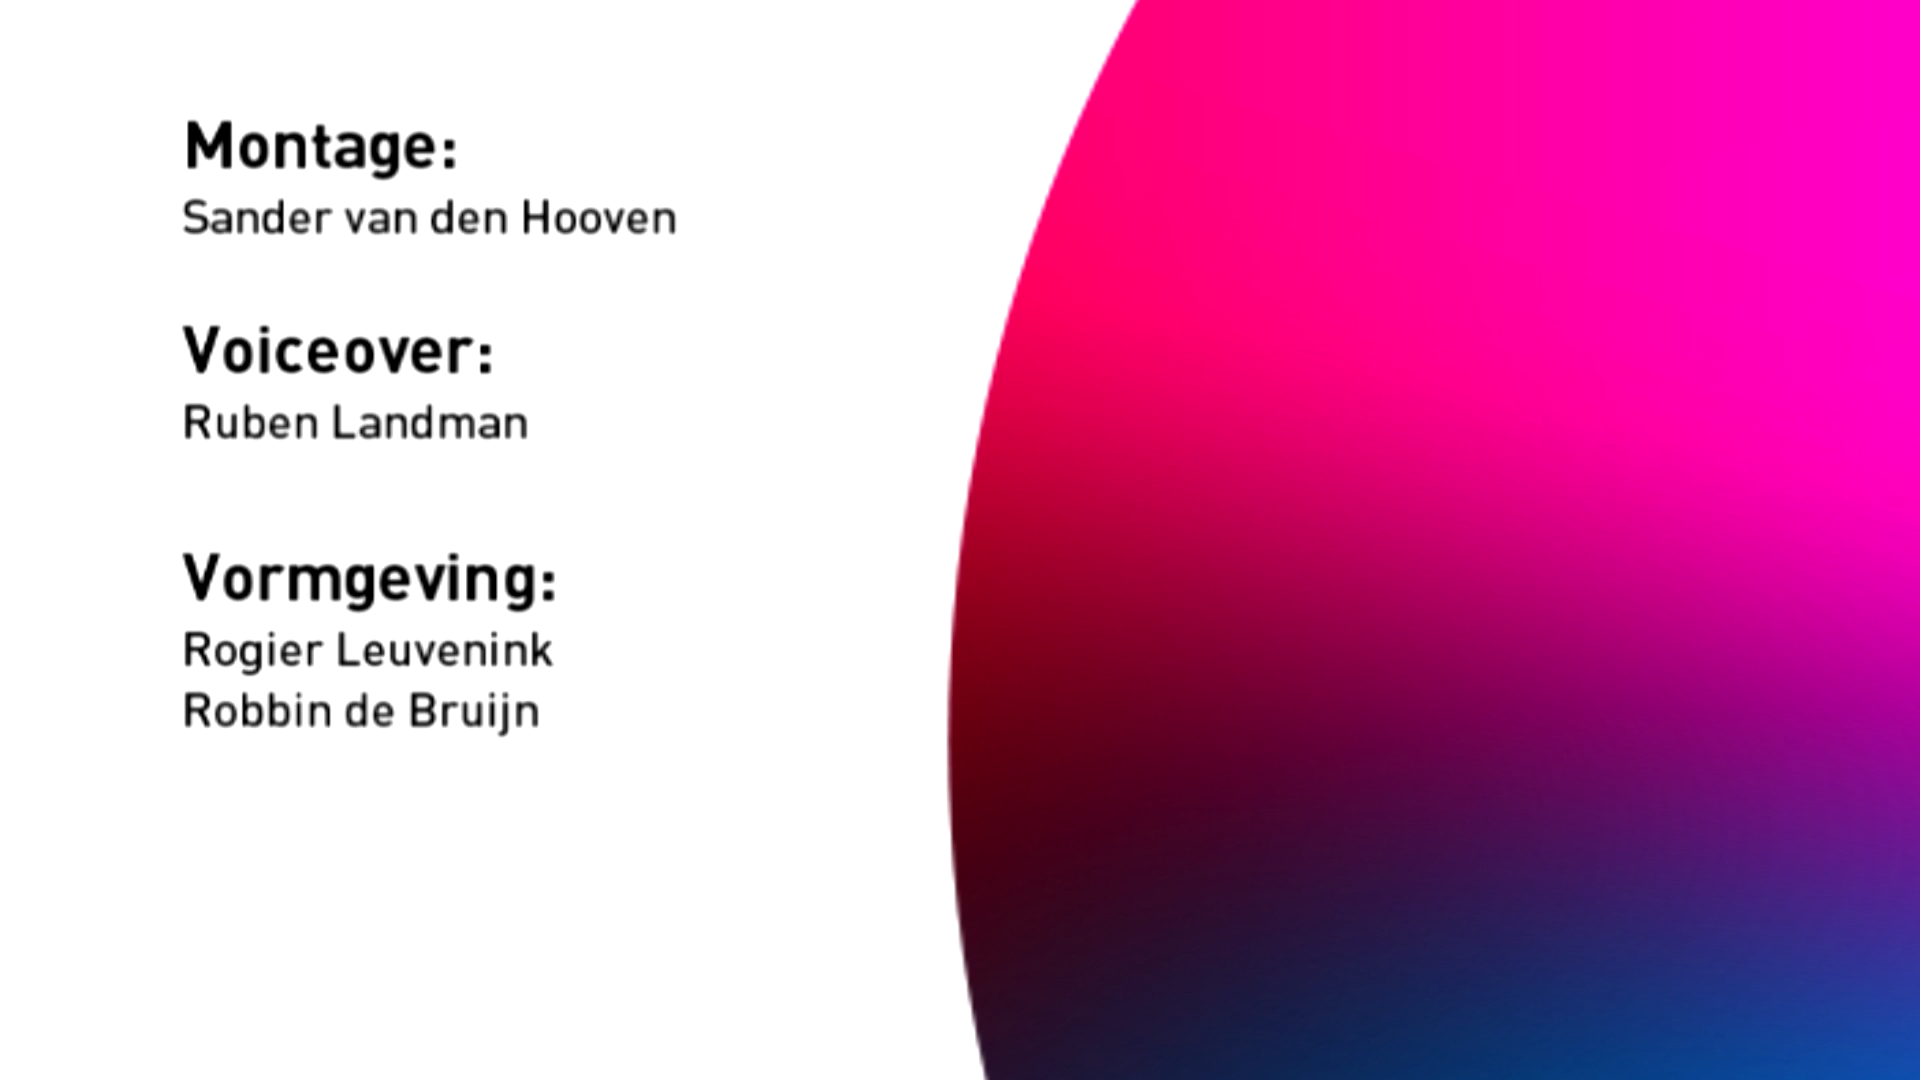 Montage:
Sander van den Hooven
Voiceover:
Ruben Landman
Vormgeving:
Rogier Leuvenink
Robbin de Bruijn